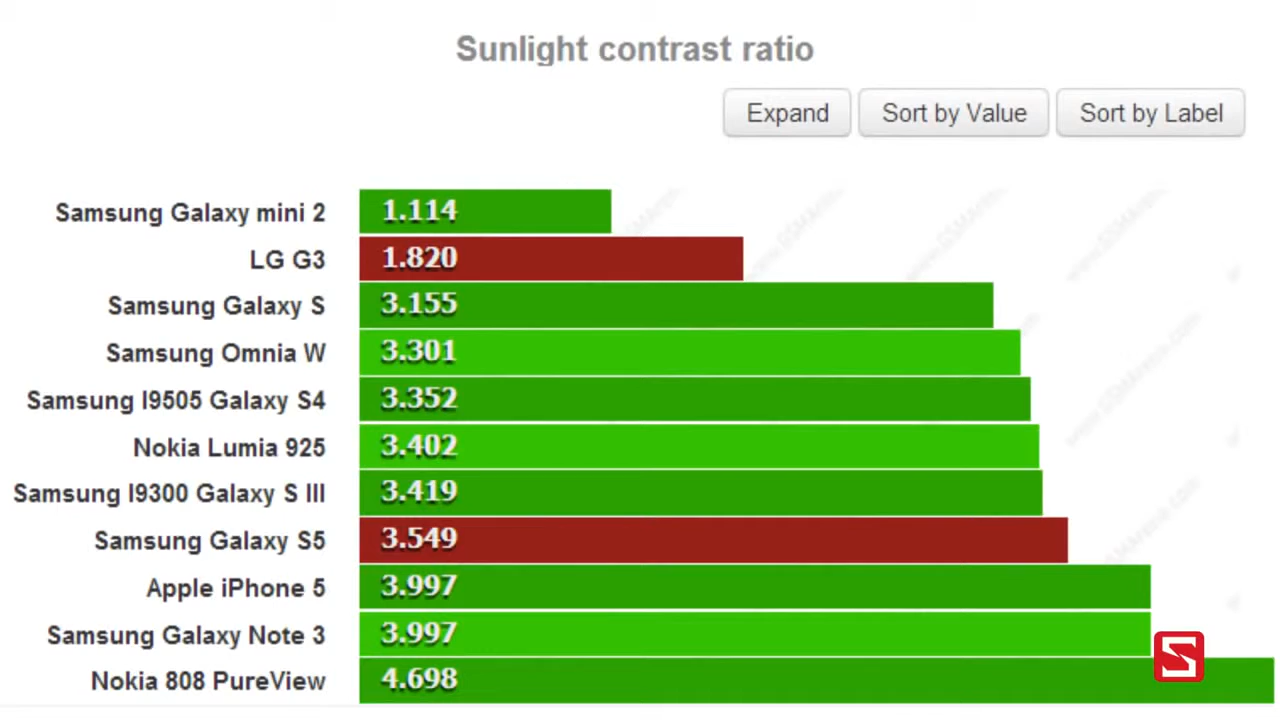 Sunlight contrast ratio
Expand Sort by Value Sort by Label
Samsung Galaxy mini 2 1.114
LG G3 1.820
Samsung Galaxy S 3.155
Samsung Omnia W 3.301
Samsung I9505 Galaxy S4 3.352
Nokia Lumia 925 3.402
Samsung I9300 Galaxy S III 3.419
Samsung Galaxy S5 3.549
Apple iPhone 5 3.997
Samsung Galaxy Note 3 3.997
Nokia 808 PureView 4.698
S